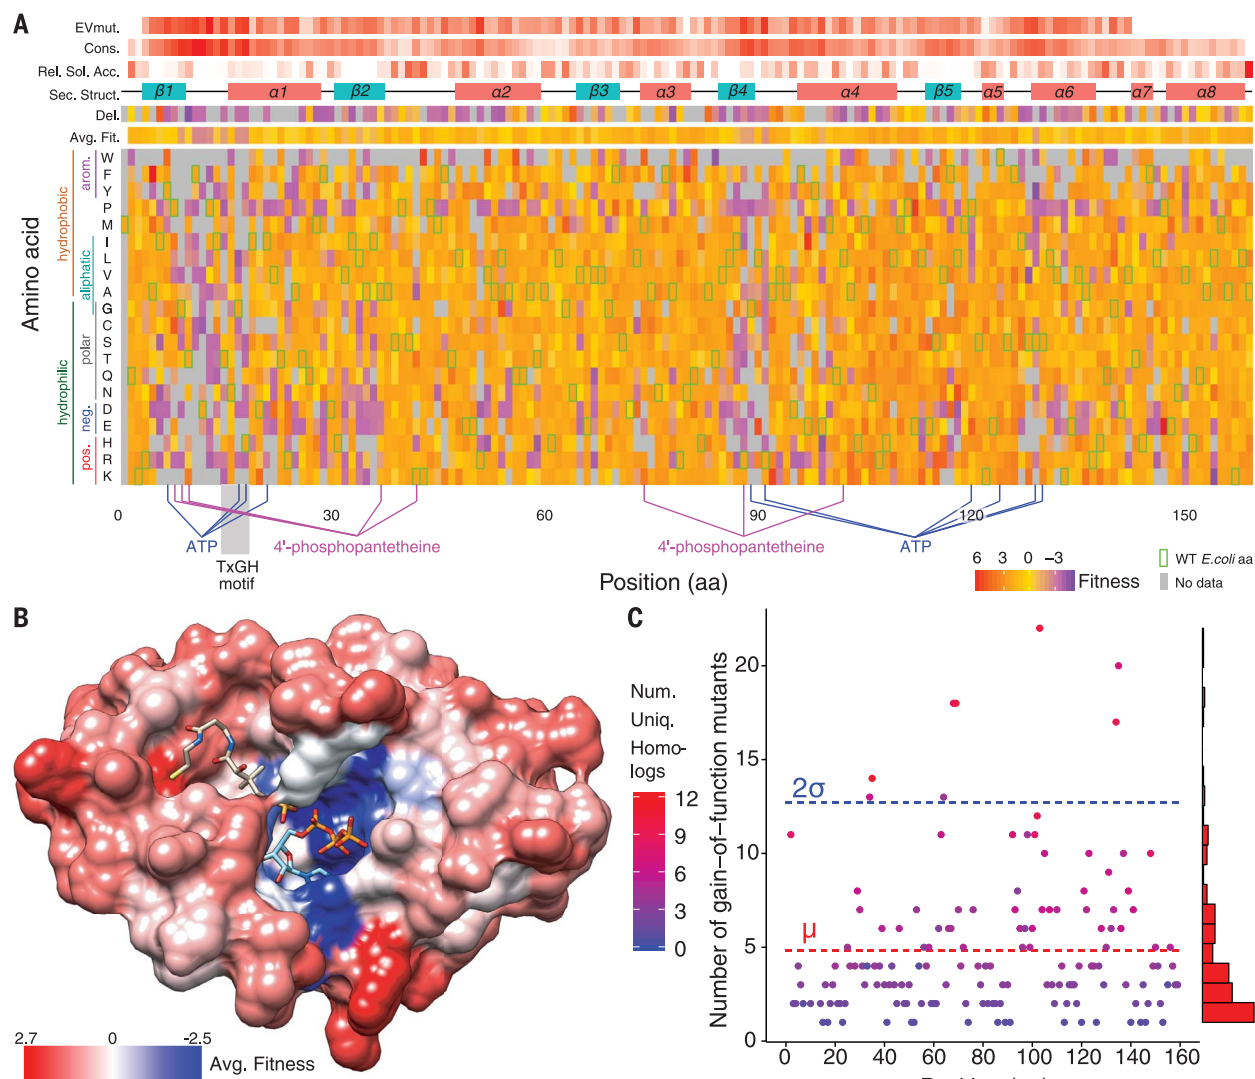 A
EVmut.
Cons.
Rel. Sol. Acc.
Sec. Struct.
β1 α1 β2 α2 β3 α3 β4 α4 β5 α5 α6 α7 α8
Del.
Avg. Fit.
Amino acid
hydrophobic
hydrophilic
arom.
aliphatic
polar
neg.
pos.
W
F
Y
P
M
I
L
V
A
G
C
S
T
Q
N
D
E
H
R
K
0 30 60 90 120 150
ATP 4'-phosphopantetheine 4'-phosphopantetheine ATP
TxGH
motif
Position (aa)
6 3 0 −3 Fitness
WT E.coli aa
No data
B
2.7 0 -2.5
Avg. Fitness
C
Num.
Uniq.
Homo-
logs
12
9
6
3
0
Number of gain−of−function mutants
20
15
10
5
0
2σ
μ
0 20 40 60 80 100 120 140 160